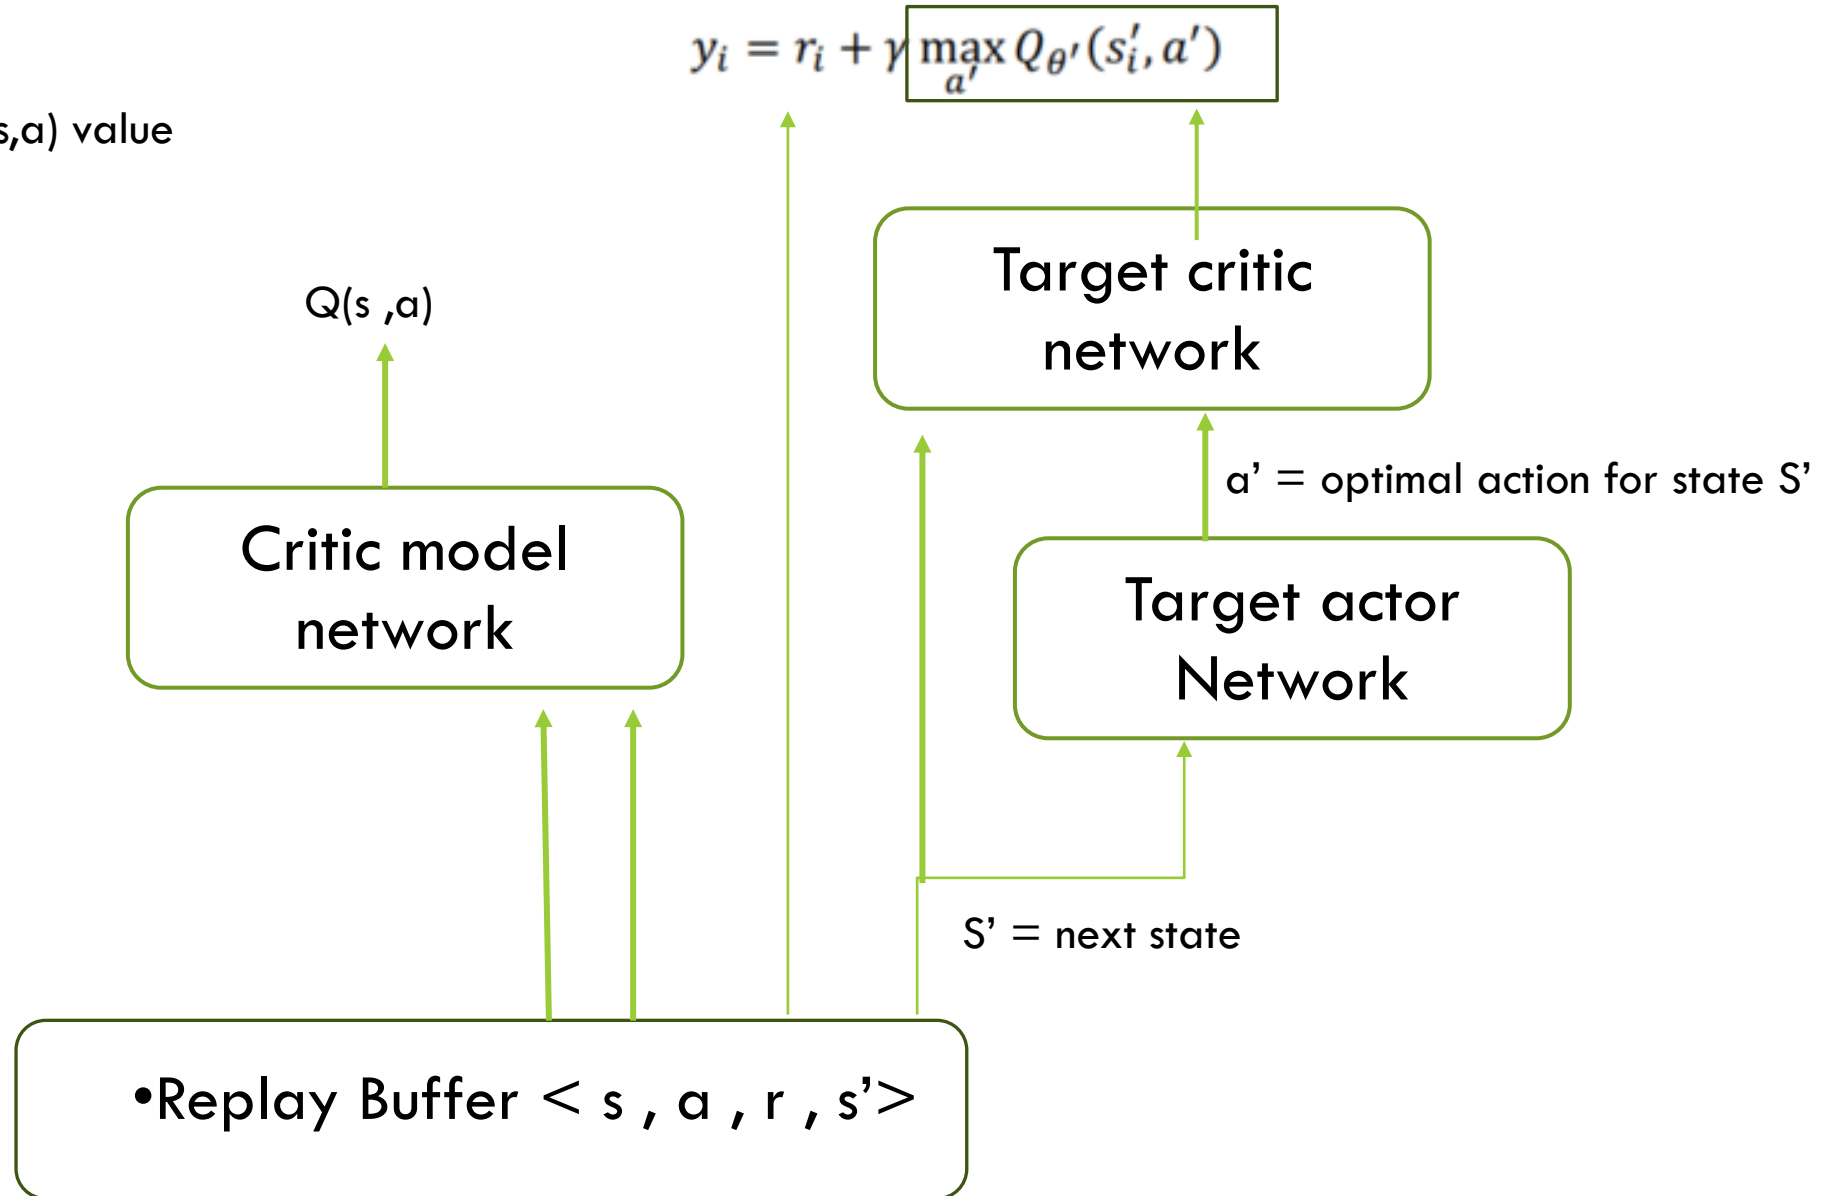 y_i = r_i + γ max_{a'} Q_{θ'}(s'_i, a')
s,a) value
Q(s ,a)
Target critic
network
a’ = optimal action for state S’
Critic model
network
Target actor
Network
S’ = next state
•Replay Buffer < s , a , r , s’>